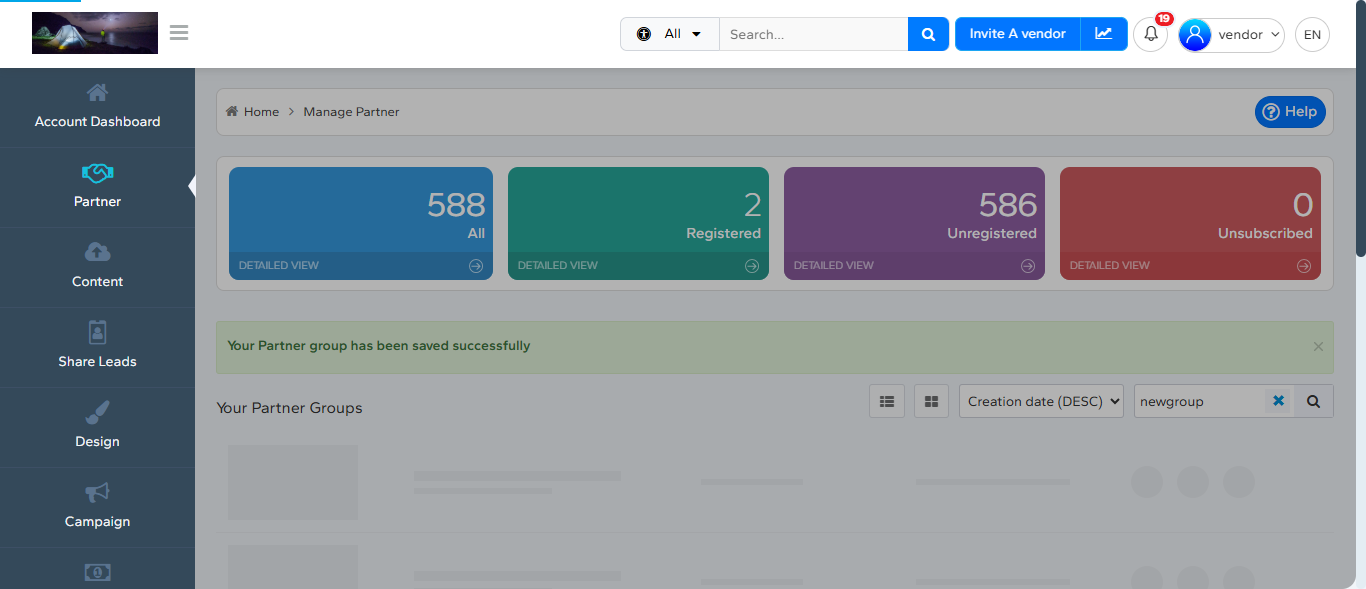 All
Search...
Invite A vendor
19
vendor
EN
Account Dashboard
Partner
Content
Share Leads
Design
Campaign
Home > Manage Partner
Help
588
All
DETAILED VIEW
2
Registered
DETAILED VIEW
586
Unregistered
DETAILED VIEW
0
Unsubscribed
DETAILED VIEW
Your Partner group has been saved successfully
×
Your Partner Groups
Creation date (DESC)
newgroup